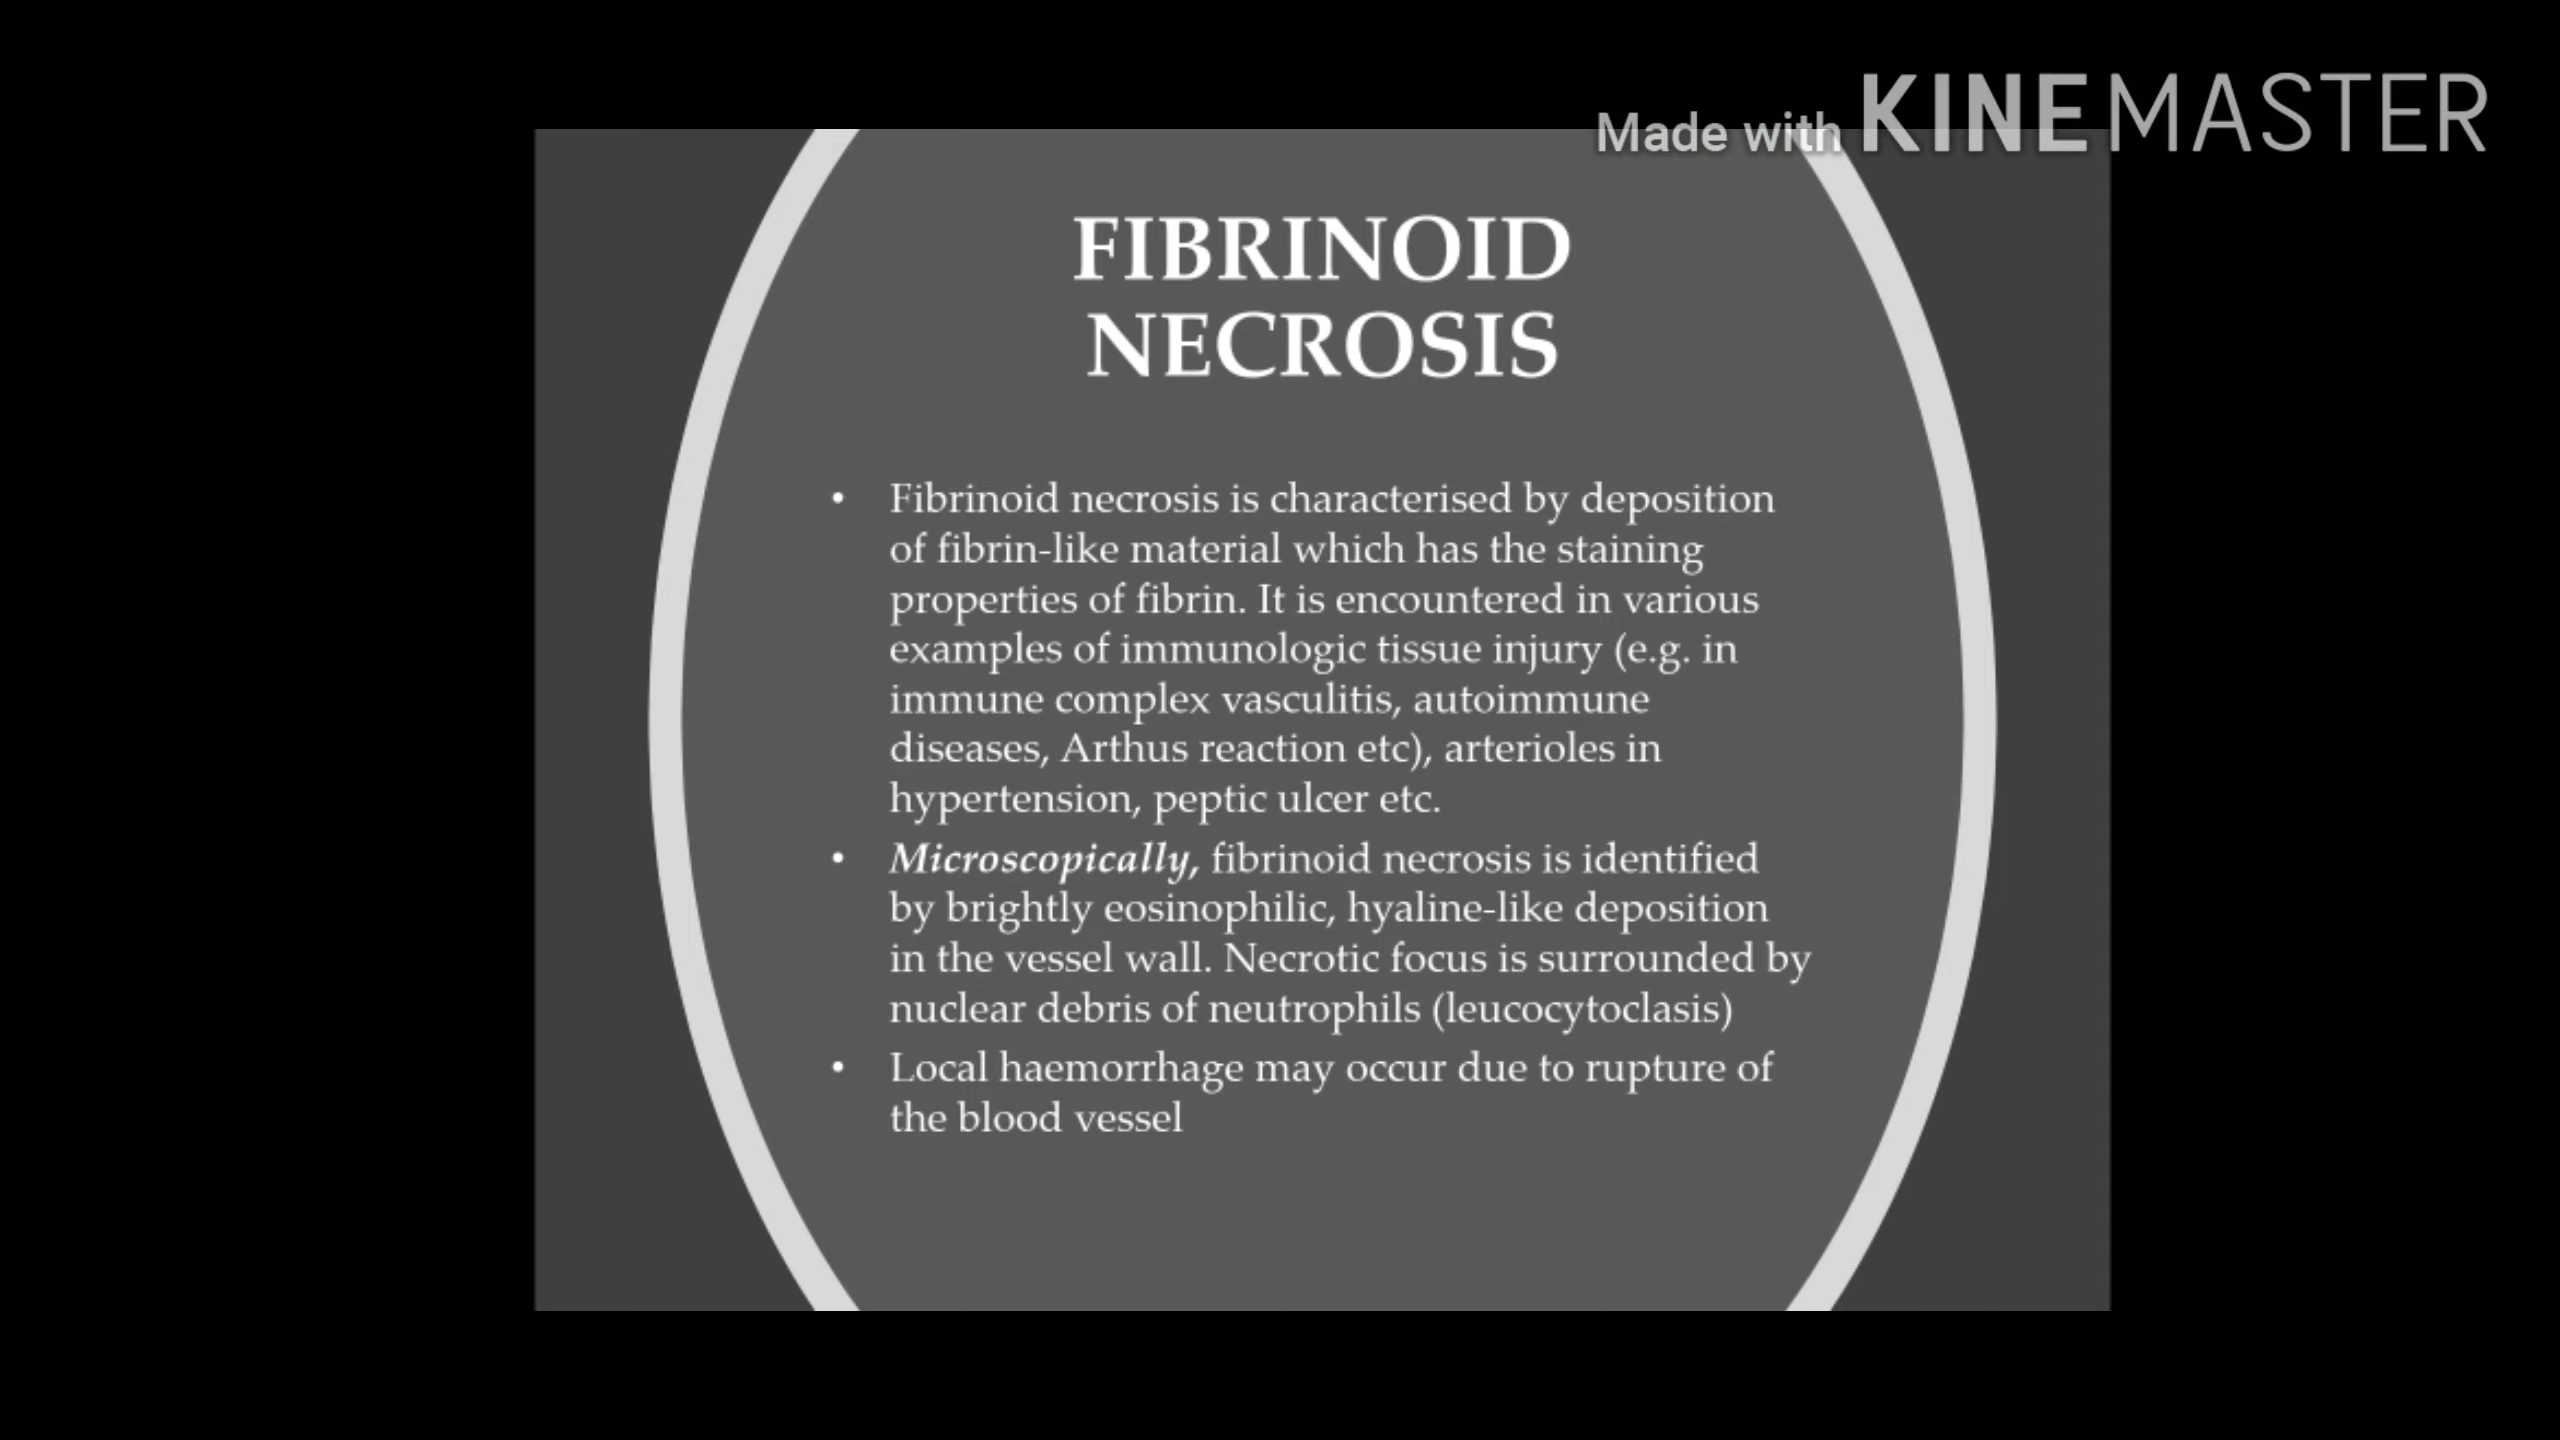 Made with KINEMASTER
FIBRINOID
NECROSIS
• Fibrinoid necrosis is characterised by deposition
of fibrin-like material which has the staining
properties of fibrin. It is encountered in various
examples of immunologic tissue injury (e.g. in
immune complex vasculitis, autoimmune
diseases, Arthus reaction etc), arterioles in
hypertension, peptic ulcer etc.
• Microscopically, fibrinoid necrosis is identified
by brightly eosinophilic, hyaline-like deposition
in the vessel wall. Necrotic focus is surrounded by
nuclear debris of neutrophils (leucocytoclasis)
• Local haemorrhage may occur due to rupture of
the blood vessel